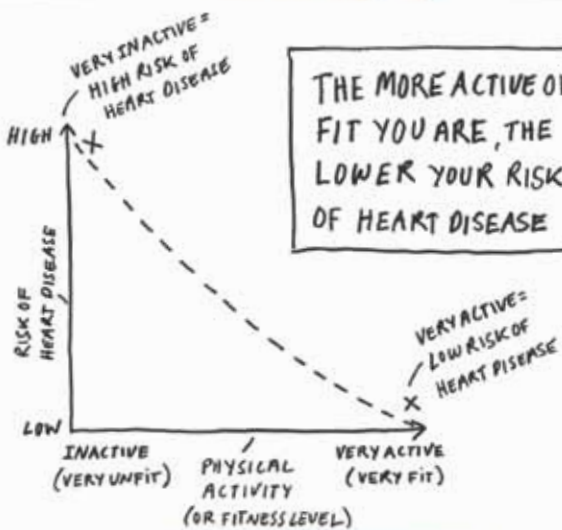 VERY INACTIVE =
HIGH RISK OF
HEART DISEASE
THE MORE ACTIVE OR
FIT YOU ARE, THE
LOWER YOUR RISK
OF HEART DISEASE
HIGH
RISK OF
HEART DISEASE
VERY ACTIVE =
LOW RISK OF
HEART DISEASE
LOW
INACTIVE
(VERY UNFIT)
PHYSICAL
ACTIVITY
(OR FITNESS LEVEL)
VERY ACTIVE
(VERY FIT)